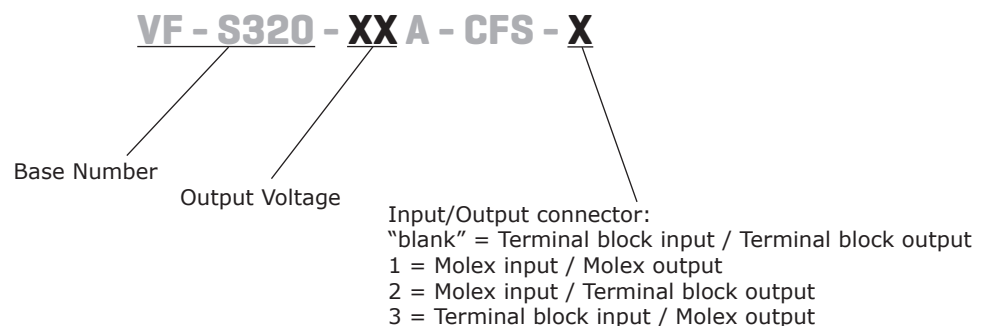 VF - S320 - XX A - CFS - X
Base Number
Output Voltage
Input/Output connector:
“blank” = Terminal block input / Terminal block output
1 = Molex input / Molex output
2 = Molex input / Terminal block output
3 = Terminal block input / Molex output